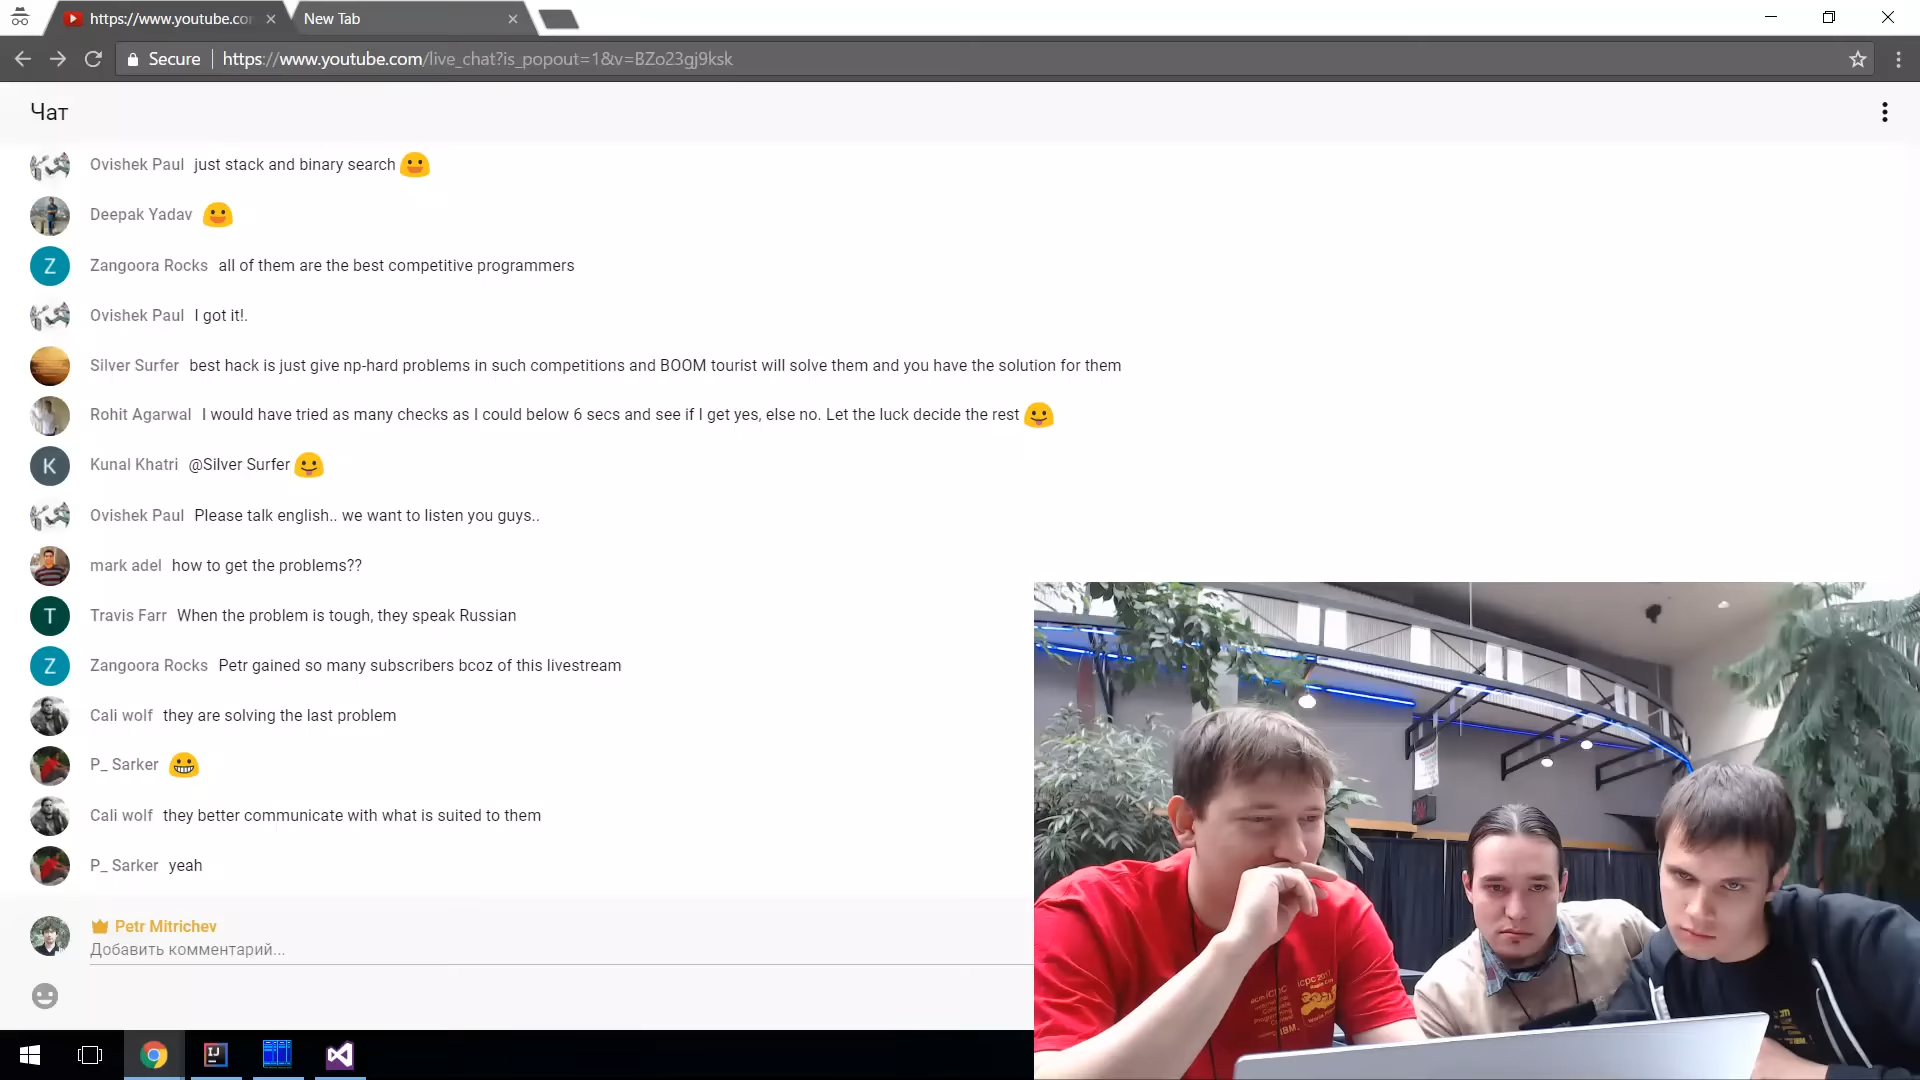 https://www.youtube.co
New Tab
Secure
https://www.youtube.com/live_chat?is_popout=1&v=BZo23gj9ksk
Чат
Ovishek Paul just stack and binary search
Deepak Yadav
Z
Zangoora Rocks all of them are the best competitive programmers
Ovishek Paul I got it!.
Silver Surfer best hack is just give np-hard problems in such competitions and BOOM tourist will solve them and you have the solution for them
Rohit Agarwal I would have tried as many checks as I could below 6 secs and see if I get yes, else no. Let the luck decide the rest
K
Kunal Khatri @Silver Surfer
Ovishek Paul Please talk english.. we want to listen you guys..
mark adel how to get the problems??
T
Travis Farr When the problem is tough, they speak Russian
Z
Zangoora Rocks Petr gained so many subscribers bcoz of this livestream
Cali wolf they are solving the last problem
P_ Sarker
Cali wolf they better communicate with what is suited to them
P_ Sarker yeah
Petr Mitrichev
Добавить комментарий...
IJ
acm icpc
International
Collegiate
Programming
Contest
IBM.